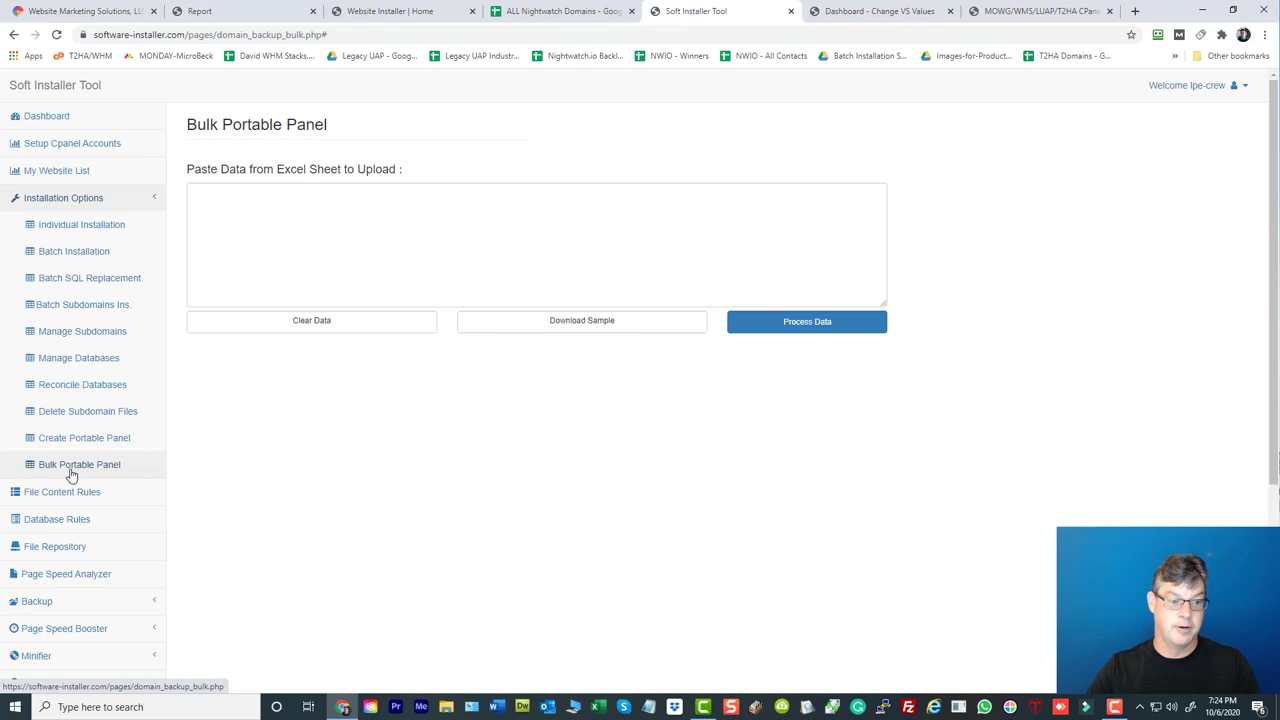 Website Marketing Solutions, LL
Report
Website Installer | Home
ALL Nightwatch Domains - Goog
Soft Installer Tool
Dashboard - Change VS Values
MOWG/WMS/LUAP/T2HA CPane
software-installer.com/pages/domain_backup_bulk.php#
Apps
T2HA/WHM
MONDAY-MicroBeck
David WHM Stacks...
Legacy UAP - Goog...
Legacy UAP Industr...
Nightwatch.io Backl...
NWIO - Winners
NWIO - All Contacts
Batch Installation S...
Images-for-Product...
T2HA Domains - G...
»
Other bookmarks
Soft Installer Tool
Welcome lpe-crew
Dashboard
Setup Cpanel Accounts
My Website List
Installation Options
Individual Installation
Batch Installation
Batch SQL Replacement
Batch Subdomains Ins.
Manage Subdomains
Manage Databases
Reconcile Databases
Delete Subdomain Files
Create Portable Panel
Bulk Portable Panel
File Content Rules
Database Rules
File Repository
Page Speed Analyzer
Backup
Page Speed Booster
Minifier
Bulk Portable Panel
Paste Data from Excel Sheet to Upload :
Clear Data
Download Sample
Process Data
https://software-installer.com/pages/domain_backup_bulk.php
Type here to search
7:24 PM
10/6/2020